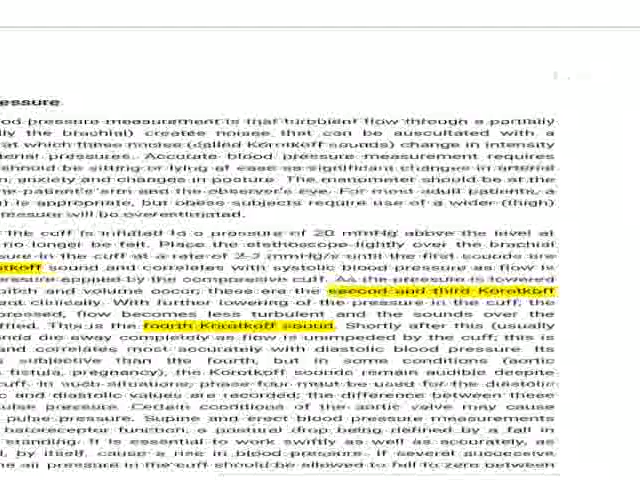 essure
od pressure measurement is that turbulent flow through a partially
lly the brachial) creates noise that can be auscultated with a
at which these noise (called Korotkoff sounds) change in intensity
terial pressures. Accurate blood pressure measurement requires
should be sitting or lying at ease as significant change in arterial
n, anxiety and changes in posture. The manometer should be at the
he patient's arm and the observer's eye. For most adult patients, a
) is appropriate, but obese subjects require use of a wider (thigh)
ressure will be overestimated.
The cuff is inflated to a pressure of 20 mmHg above the level at
no longer be felt. Place the stethoscope lightly over the brachial
sure in the cuff at a rate of 2-3 mmHg/s until the first sounds are
otkoff sound and correlates with systolic blood pressure as flow is
pressure applied by the compressive cuff. As the pressure is lowered
pitch and volume occur; these are the second and third Korotkoff
ant clinically. With further lowering of the pressure in the cuff, the
pressed, flow becomes less turbulent and the sounds over the
ffled. This is the fourth Korotkoff sound. Shortly after this (usually
nds die away completely as flow is unimpeded by the cuff; this is
and correlates most accurately with diastolic blood pressure. Its
s subjective than the fourth, but in some conditions (aortic
fistula, pregnancy), the Korotkoff sounds remain audible despite
cuff. In such situations, phase four must be used for the diastolic
c and diastolic values are recorded; the difference between these
ulse pressure. Certain conditions of the aortic valve may cause
pulse pressure. Supine and erect blood pressure measurements
baroreceptor function, a postural drop being defined by a fall in
standing. It is essential to work swiftly as well as accurately, as
d, by itself, cause a rise in blood pressure. If several successive
he air pressure in the cuff should be allowed to fall to zero between